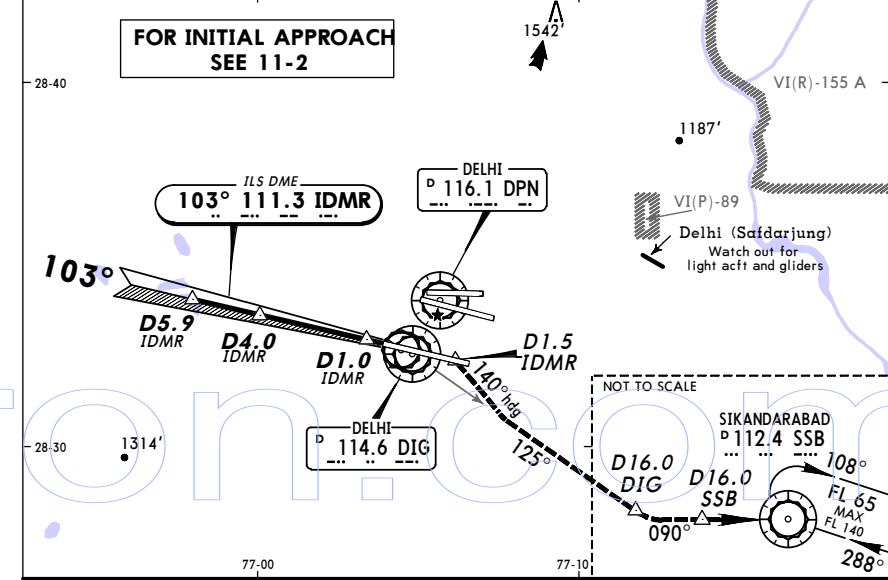 FOR INITIAL APPROACH
SEE 11-2
1542'
28-40
VI(R)-155 A
1187'
ILS DME
103° 111.3 IDMR
DELHI
D 116.1 DPN
VI(P)-89
Delhi (Safdarjung)
Watch out for
light acft and gliders
103°
D5.9
IDMR
D4.0
IDMR
D1.0
IDMR
D1.5
IDMR
140° hdg
NOT TO SCALE
DELHI
D 114.6 DIG
28-30
1314'
125°
SIKANDARABAD
D 112.4 SSB
D16.0
DIG
D16.0
SSB
090°
108°
FL 65
MAX
FL 140
288°
77-00
77-10
ron.com